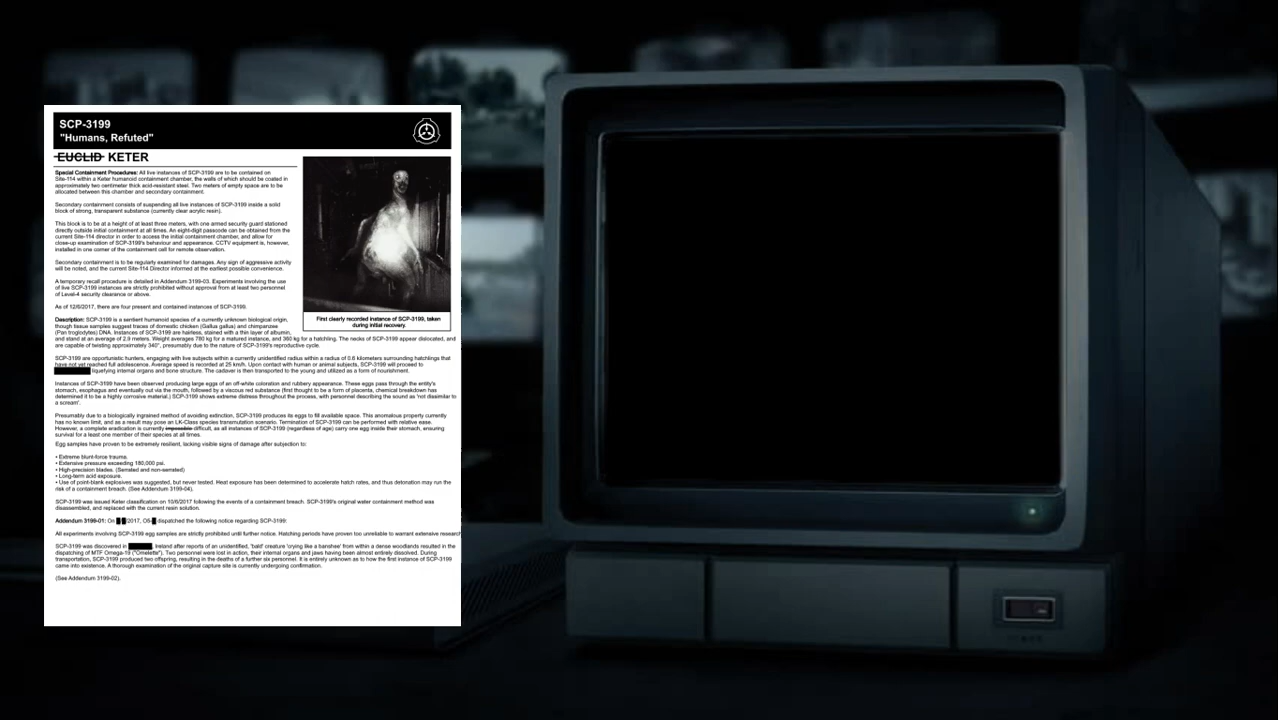 SCP-3199
"Humans, Refuted"
EUCLID KETER
Special Containment Procedures: All live instances of SCP-3199 are to be contained on
Site-114 within a Keter humanoid containment chamber, the walls of which should be coated in
approximately two centimeter thick acid-resistant steel. Two meters of empty space are to be
allocated between this chamber and secondary containment.
Secondary containment consists of suspending all live instances of SCP-3199 inside a solid
block of strong, transparent substance (currently clear acrylic resin).
This block is to be at a height of at least three meters, with one armed security guard stationed
directly outside initial containment at all times. An eight-digit passcode can be obtained from the
current Site-114 director in order to access the initial containment chamber, and allow for
close-up examination of SCP-3199's behaviour and appearance. CCTV equipment is, however,
installed in one corner of the containment cell for remote observation.
Secondary containment is to be regularly examined for damages. Any sign of aggressive activity
will be noted, and the current Site-114 Director informed at the earliest possible convenience.
A temporary recall procedure is detailed in Addendum 3199-03. Experiments involving the use
of live SCP-3199 instances are strictly prohibited without approval from at least two personnel
of Level-4 security clearance or above.
As of 12/6/2017, there are four present and contained instances of SCP-3199.
First clearly recorded instance of SCP-3199, taken
during initial recovery.
Description: SCP-3199 is a sentient humanoid species of a currently unknown biological origin,
though tissue samples suggest traces of domestic chicken (Gallus gallus) and chimpanzee
(Pan troglodytes) DNA. Instances of SCP-3199 are hairless, stained with a thin layer of albumin,
and stand at an average of 2.9 meters. Weight averages 780 kg for a matured instance, and 360 kg for a hatchling. The necks of SCP-3199 appear dislocated, and
are capable of twisting approximately 340°, presumably due to the nature of SCP-3199's reproductive cycle.
SCP-3199 are opportunistic hunters, engaging with live subjects within a currently unidentified radius within a radius of 0.6 kilometers surrounding hatchlings that
have not yet reached full adolescence. Average speed is recorded at 25 km/h. Upon contact with human or animal subjects, SCP-3199 will proceed to
liquefying internal organs and bone structure. The cadaver is then transported to the young and utilized as a form of nourishment.
Instances of SCP-3199 have been observed producing large eggs of an off-white coloration and rubbery appearance. These eggs pass through the entity's
stomach, esophagus and eventually out via the mouth, followed by a viscous red substance (first thought to be a form of placenta, chemical breakdown has
determined it to be a highly corrosive material.) SCP-3199 shows extreme distress throughout the process, with personnel describing the sound as 'not dissimilar to
a scream'.
Presumably due to a biologically ingrained method of avoiding extinction, SCP-3199 produces its eggs to fill available space. This anomalous property currently
has no known limit, and as a result may pose an LK-Class species transmutation scenario. Termination of SCP-3199 can be performed with relative ease.
However, a complete eradication is currently impossible difficult, as all instances of SCP-3199 (regardless of age) carry one egg inside their stomach, ensuring
survival for at least one member of their species at all times.
Egg samples have proven to be extremely resilient, lacking visible signs of damage after subjection to:
• Extreme blunt-force trauma.
• Extensive pressure exceeding 180,000 psi.
• High-precision blades. (Serrated and non-serrated)
• Long-term acid exposure.
• Use of point-blank explosives was suggested, but never tested. Heat exposure has been determined to accelerate hatch rates, and thus detonation may run the
risk of a containment breach. (See Addendum 3199-04).
SCP-3199 was issued Keter classification on 10/6/2017 following the events of a containment breach. SCP-3199's original water containment method was
disassembled, and replaced with the current resin solution.
Addendum 3199-01: On █/█/2017, O5-█ dispatched the following notice regarding SCP-3199:
All experiments involving SCP-3199 egg samples are strictly prohibited until further notice. Hatching periods have proven too unreliable to warrant extensive research
SCP-3199 was discovered in ████, Ireland after reports of an unidentified, 'bald' creature 'crying like a banshee' from within a dense woodlands resulted in the
dispatching of MTF Omega-19 ("Omelette"). Two personnel were lost in action, their internal organs and jaws having been almost entirely dissolved. During
transportation, SCP-3199 produced two offspring, resulting in the deaths of a further six personnel. It is entirely unknown as to how the first instance of SCP-3199
came into existence. A thorough examination of the original capture site is currently undergoing confirmation.
(See Addendum 3199-02).